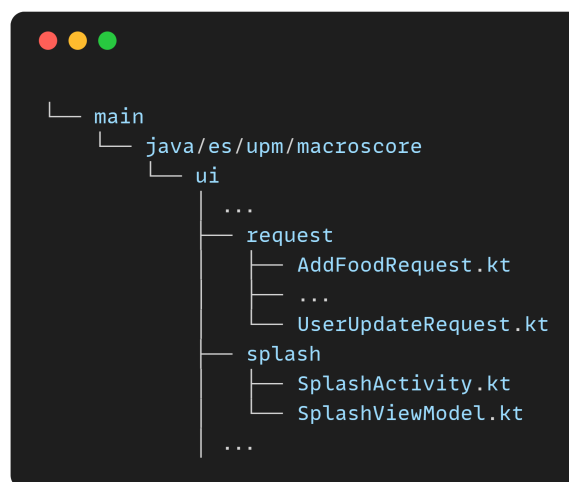 └── main
└── java/es/upm/macroscore
└── ui
│ ...
├── request
│ ├── AddFoodRequest.kt
│ ├── ...
│ └── UserUpdateRequest.kt
├── splash
│ ├── SplashActivity.kt
│ └── SplashViewModel.kt
│ ...